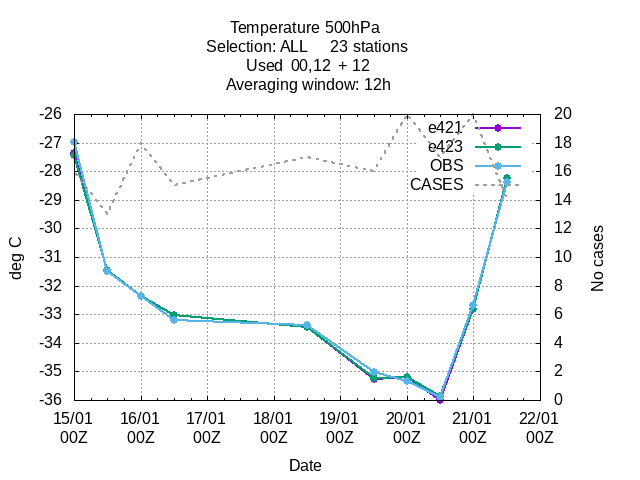 Temperature 500hPa
Selection: ALL 23 stations
Used 00,12 + 12
Averaging window: 12h
-26 20
e421
-27 e423 18
-28 OBS 16
CASES
-29 14
-30 12
-31 10
-32 8
-33 6
-34 4
-35 2
-36 0
deg C
No cases
15/01 16/01 17/01 18/01 19/01 20/01 21/01 22/01
00Z 00Z 00Z 00Z 00Z 00Z 00Z 00Z
Date